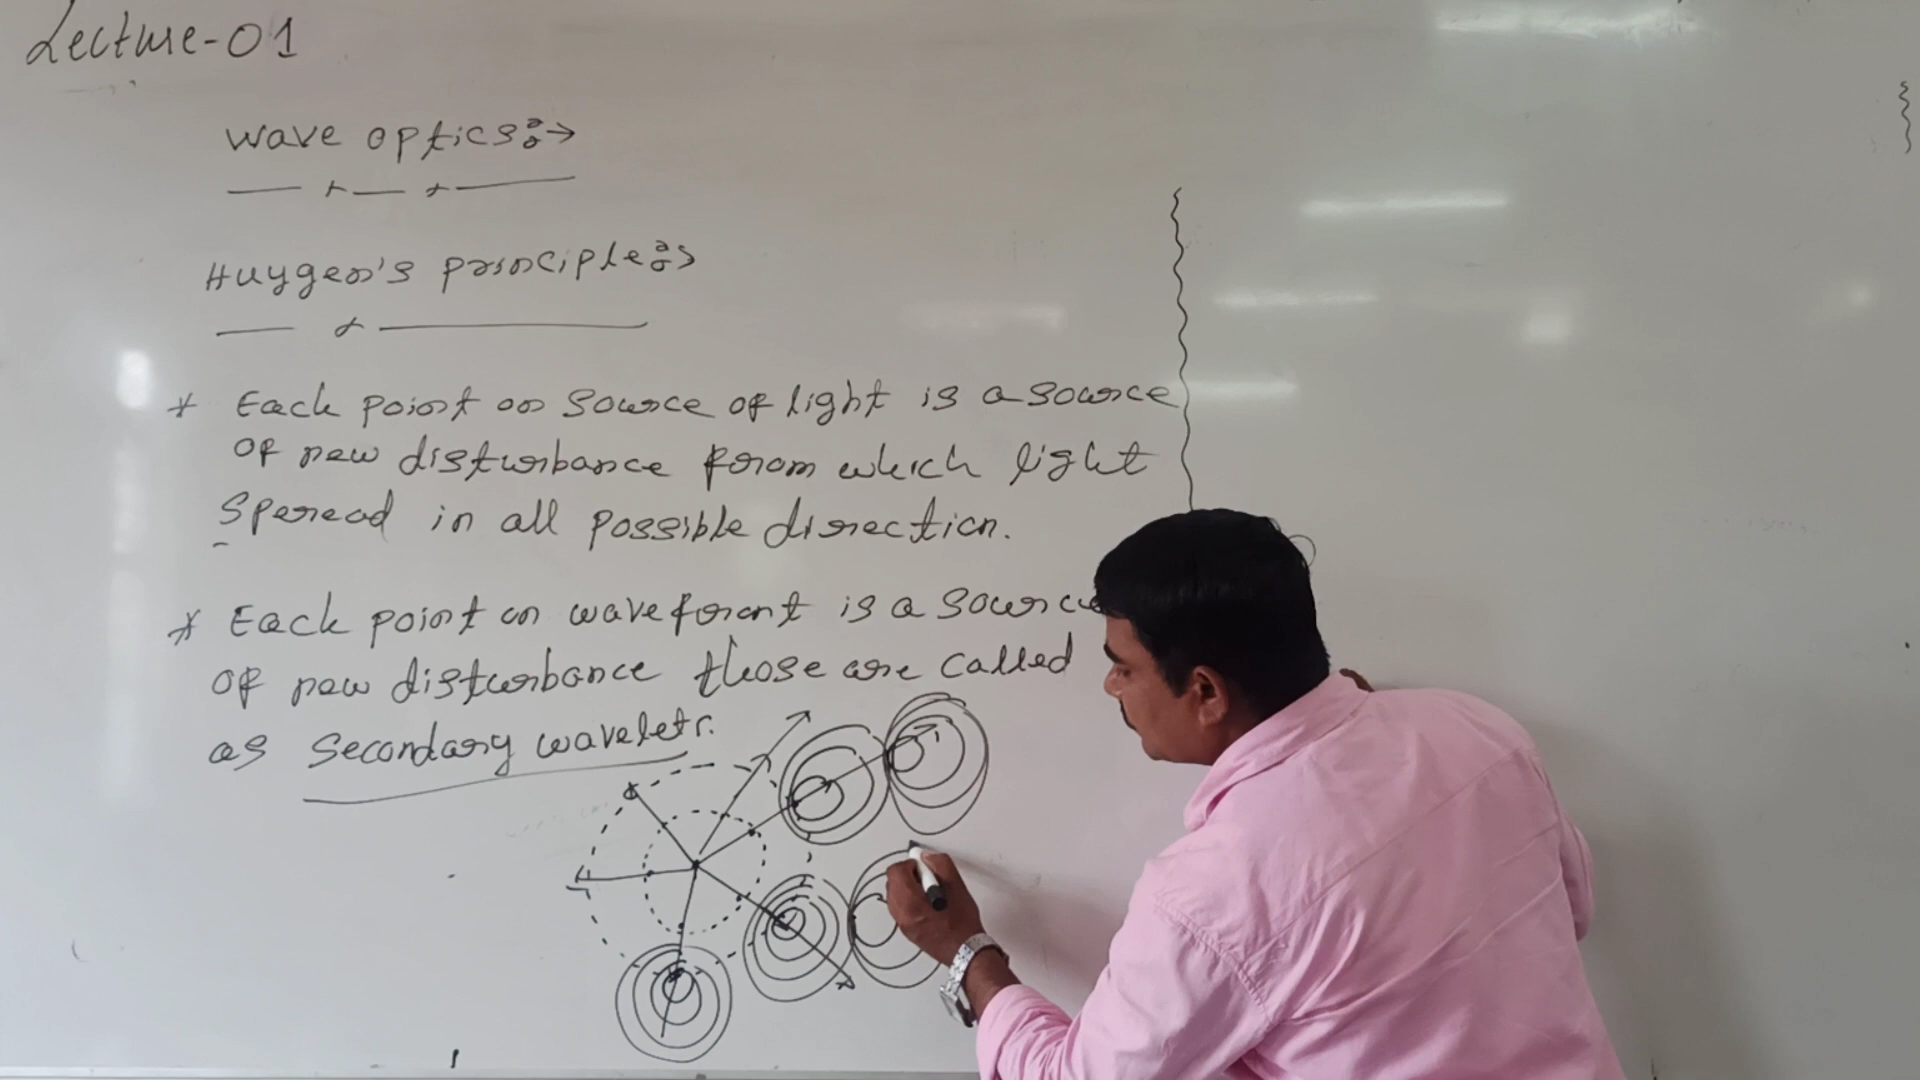 Lecture-01
Wave optics:→
Huygen's principle:→
* Each point on source of light is a source
of new disturbance from which light
spread in all possible direction.
* Each point on wavefront is a source
of new disturbance those are called
as secondary wavelets.